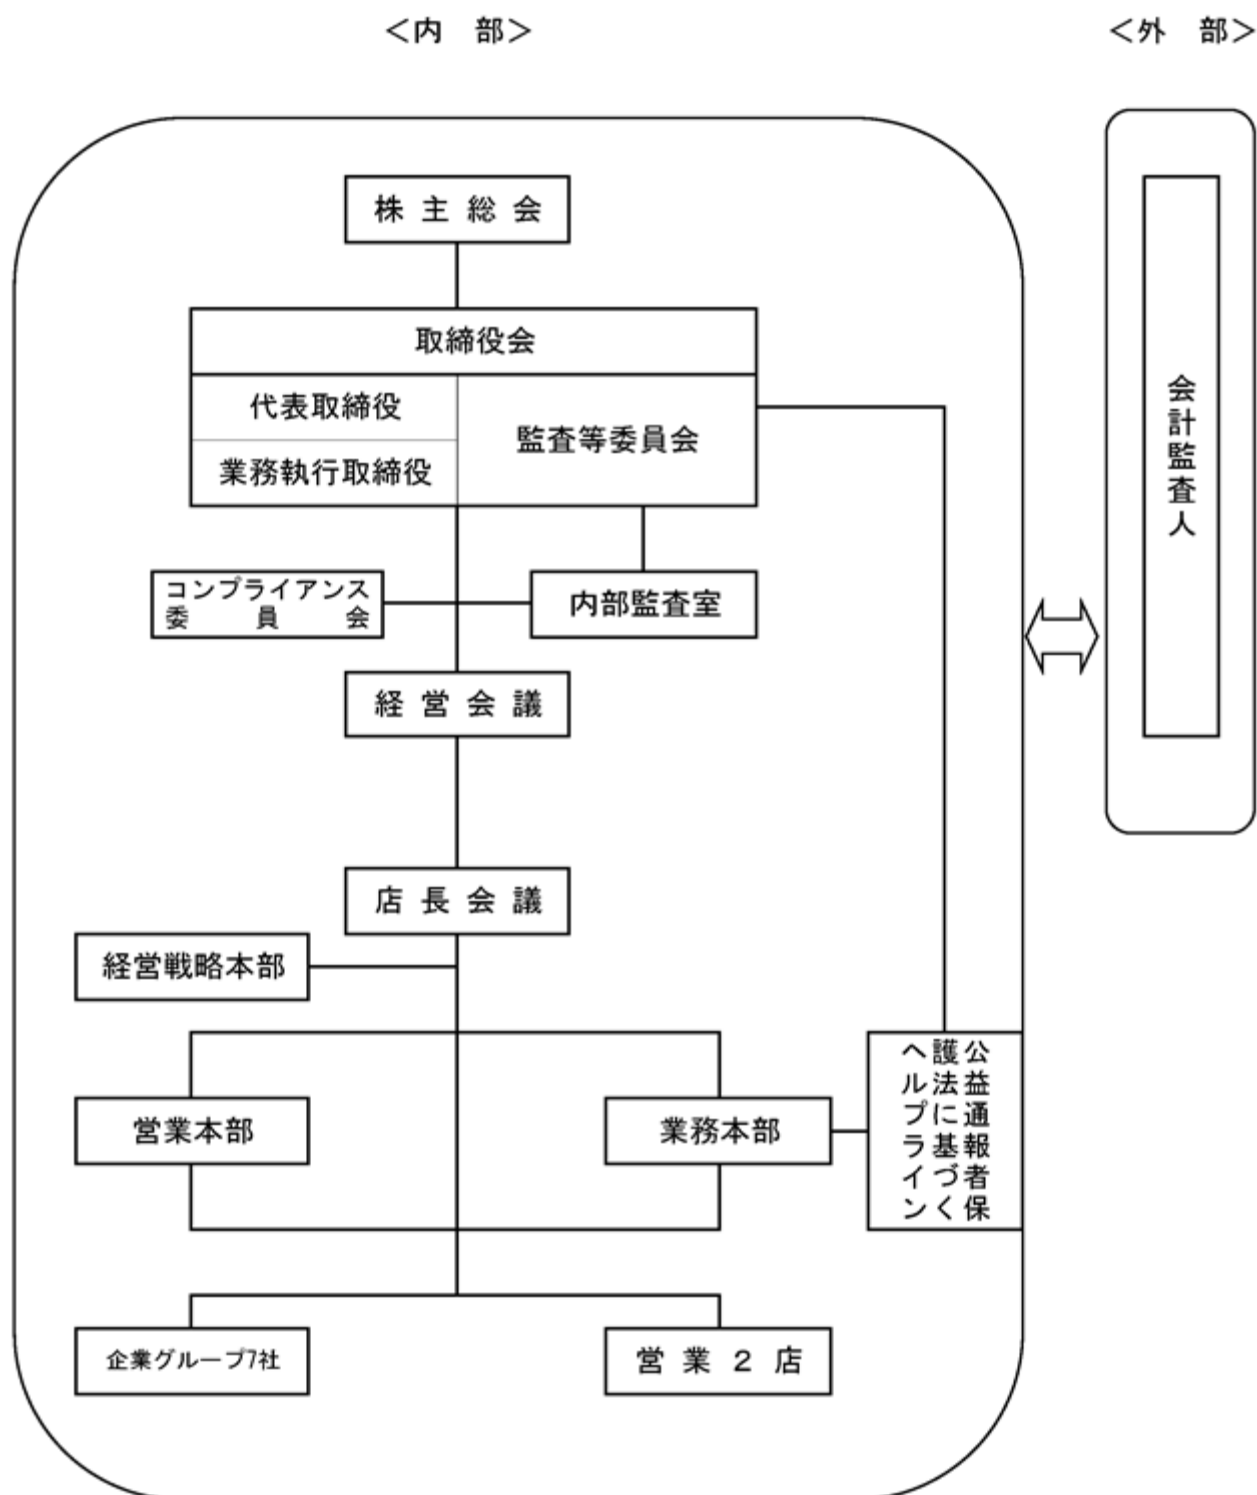 ＜内　部＞
＜外　部＞
株 主 総 会
取締役会
代表取締役
業務執行取締役
監査等委員会
会計監査人
コンプライアンス
委　員　会
内部監査室
経 営 会 議
店 長 会 議
経営戦略本部
営業本部
業務本部
公益通報者保
護法に基づく
ヘルプライン
企業グループ7社
営 業 ２ 店